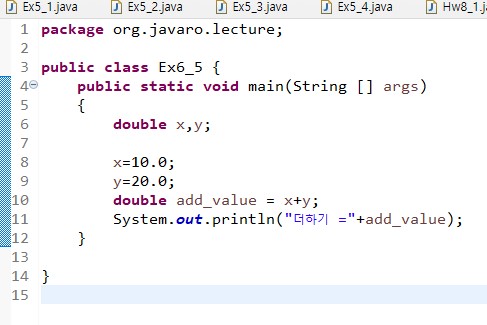 Ex5_1.java Ex5_2.java Ex5_3.java Ex5_4.java Hw8_1.j
1 package org.javaro.lecture;
2
3 public class Ex6_5 {
4 public static void main(String [] args)
5 {
6 double x,y;
7
8 x=10.0;
9 y=20.0;
10 double add_value = x+y;
11 System.out.println("더하기 ="+add_value);
12 }
13
14 }
15